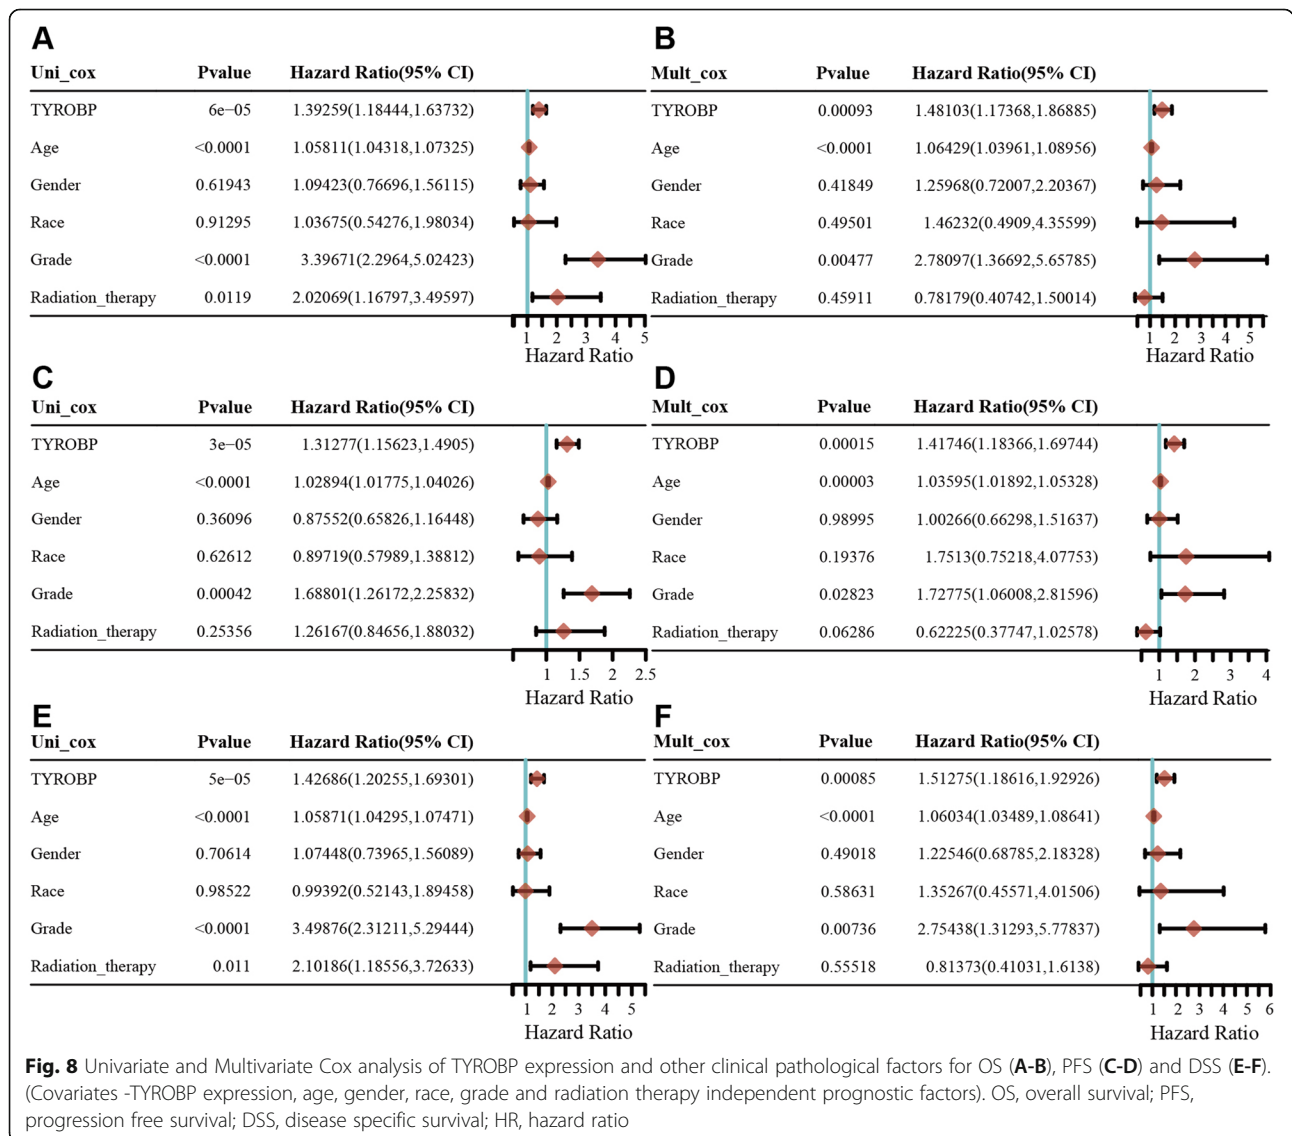 A
Uni_cox Pvalue Hazard Ratio(95% CI)
TYROBP 6e−05 1.39259(1.18444,1.63732)
Age <0.0001 1.05811(1.04318,1.07325)
Gender 0.61943 1.09423(0.76696,1.56115)
Race 0.91295 1.03675(0.54276,1.98034)
Grade <0.0001 3.39671(2.2964,5.02423)
Radiation_therapy 0.0119 2.02069(1.16797,3.49597)
1 2 3 4 5
Hazard Ratio
B
Mult_cox Pvalue Hazard Ratio(95% CI)
TYROBP 0.00093 1.48103(1.17368,1.86885)
Age <0.0001 1.06429(1.03961,1.08956)
Gender 0.41849 1.25968(0.72007,2.20367)
Race 0.49501 1.46232(0.4909,4.35599)
Grade 0.00477 2.78097(1.36692,5.65785)
Radiation_therapy 0.45911 0.78179(0.40742,1.50014)
1 2 3 4 5
Hazard Ratio
C
Uni_cox Pvalue Hazard Ratio(95% CI)
TYROBP 3e−05 1.31277(1.15623,1.4905)
Age <0.0001 1.02894(1.01775,1.04026)
Gender 0.36096 0.87552(0.65826,1.16448)
Race 0.62612 0.89719(0.57989,1.38812)
Grade 0.00042 1.68801(1.26172,2.25832)
Radiation_therapy 0.25356 1.26167(0.84656,1.88032)
1 1.5 2 2.5
Hazard Ratio
D
Mult_cox Pvalue Hazard Ratio(95% CI)
TYROBP 0.00015 1.41746(1.18366,1.69744)
Age 0.00003 1.03595(1.01892,1.05328)
Gender 0.98995 1.00266(0.66298,1.51637)
Race 0.19376 1.7513(0.75218,4.07753)
Grade 0.02823 1.72775(1.06008,2.81596)
Radiation_therapy 0.06286 0.62225(0.37747,1.02578)
1 2 3 4
Hazard Ratio
E
Uni_cox Pvalue Hazard Ratio(95% CI)
TYROBP 5e−05 1.42686(1.20255,1.69301)
Age <0.0001 1.05871(1.04295,1.07471)
Gender 0.70614 1.07448(0.73965,1.56089)
Race 0.98522 0.99392(0.52143,1.89458)
Grade <0.0001 3.49876(2.31211,5.29444)
Radiation_therapy 0.011 2.10186(1.18556,3.72633)
1 2 3 4 5
Hazard Ratio
F
Mult_cox Pvalue Hazard Ratio(95% CI)
TYROBP 0.00085 1.51275(1.18616,1.92926)
Age <0.0001 1.06034(1.03489,1.08641)
Gender 0.49018 1.22546(0.68785,2.18328)
Race 0.58631 1.35267(0.45571,4.01506)
Grade 0.00736 2.75438(1.31293,5.77837)
Radiation_therapy 0.55518 0.81373(0.41031,1.6138)
1 2 3 4 5 6
Hazard Ratio
Fig. 8 Univariate and Multivariate Cox analysis of TYROBP expression and other clinical pathological factors for OS (A-B), PFS (C-D) and DSS (E-F).
(Covariates -TYROBP expression, age, gender, race, grade and radiation therapy independent prognostic factors). OS, overall survival; PFS,
progression free survival; DSS, disease specific survival; HR, hazard ratio